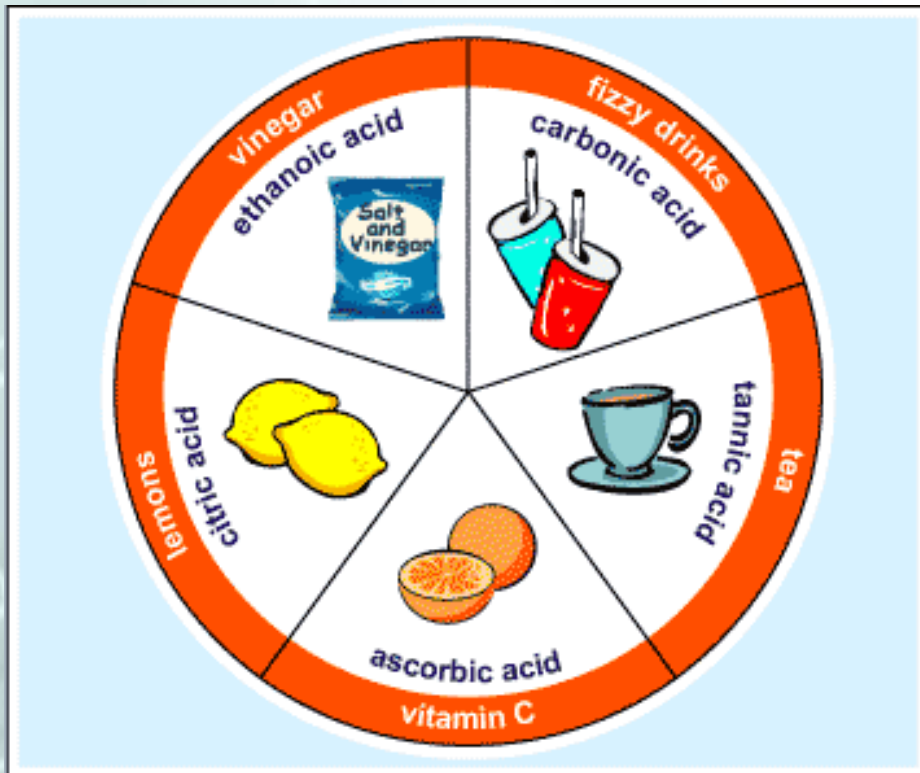 vinegar
ethanoic acid
Salt
and
Vinegar
fizzy drinks
carbonic acid
tea
tannic acid
vitamin C
ascorbic acid
lemons
citric acid